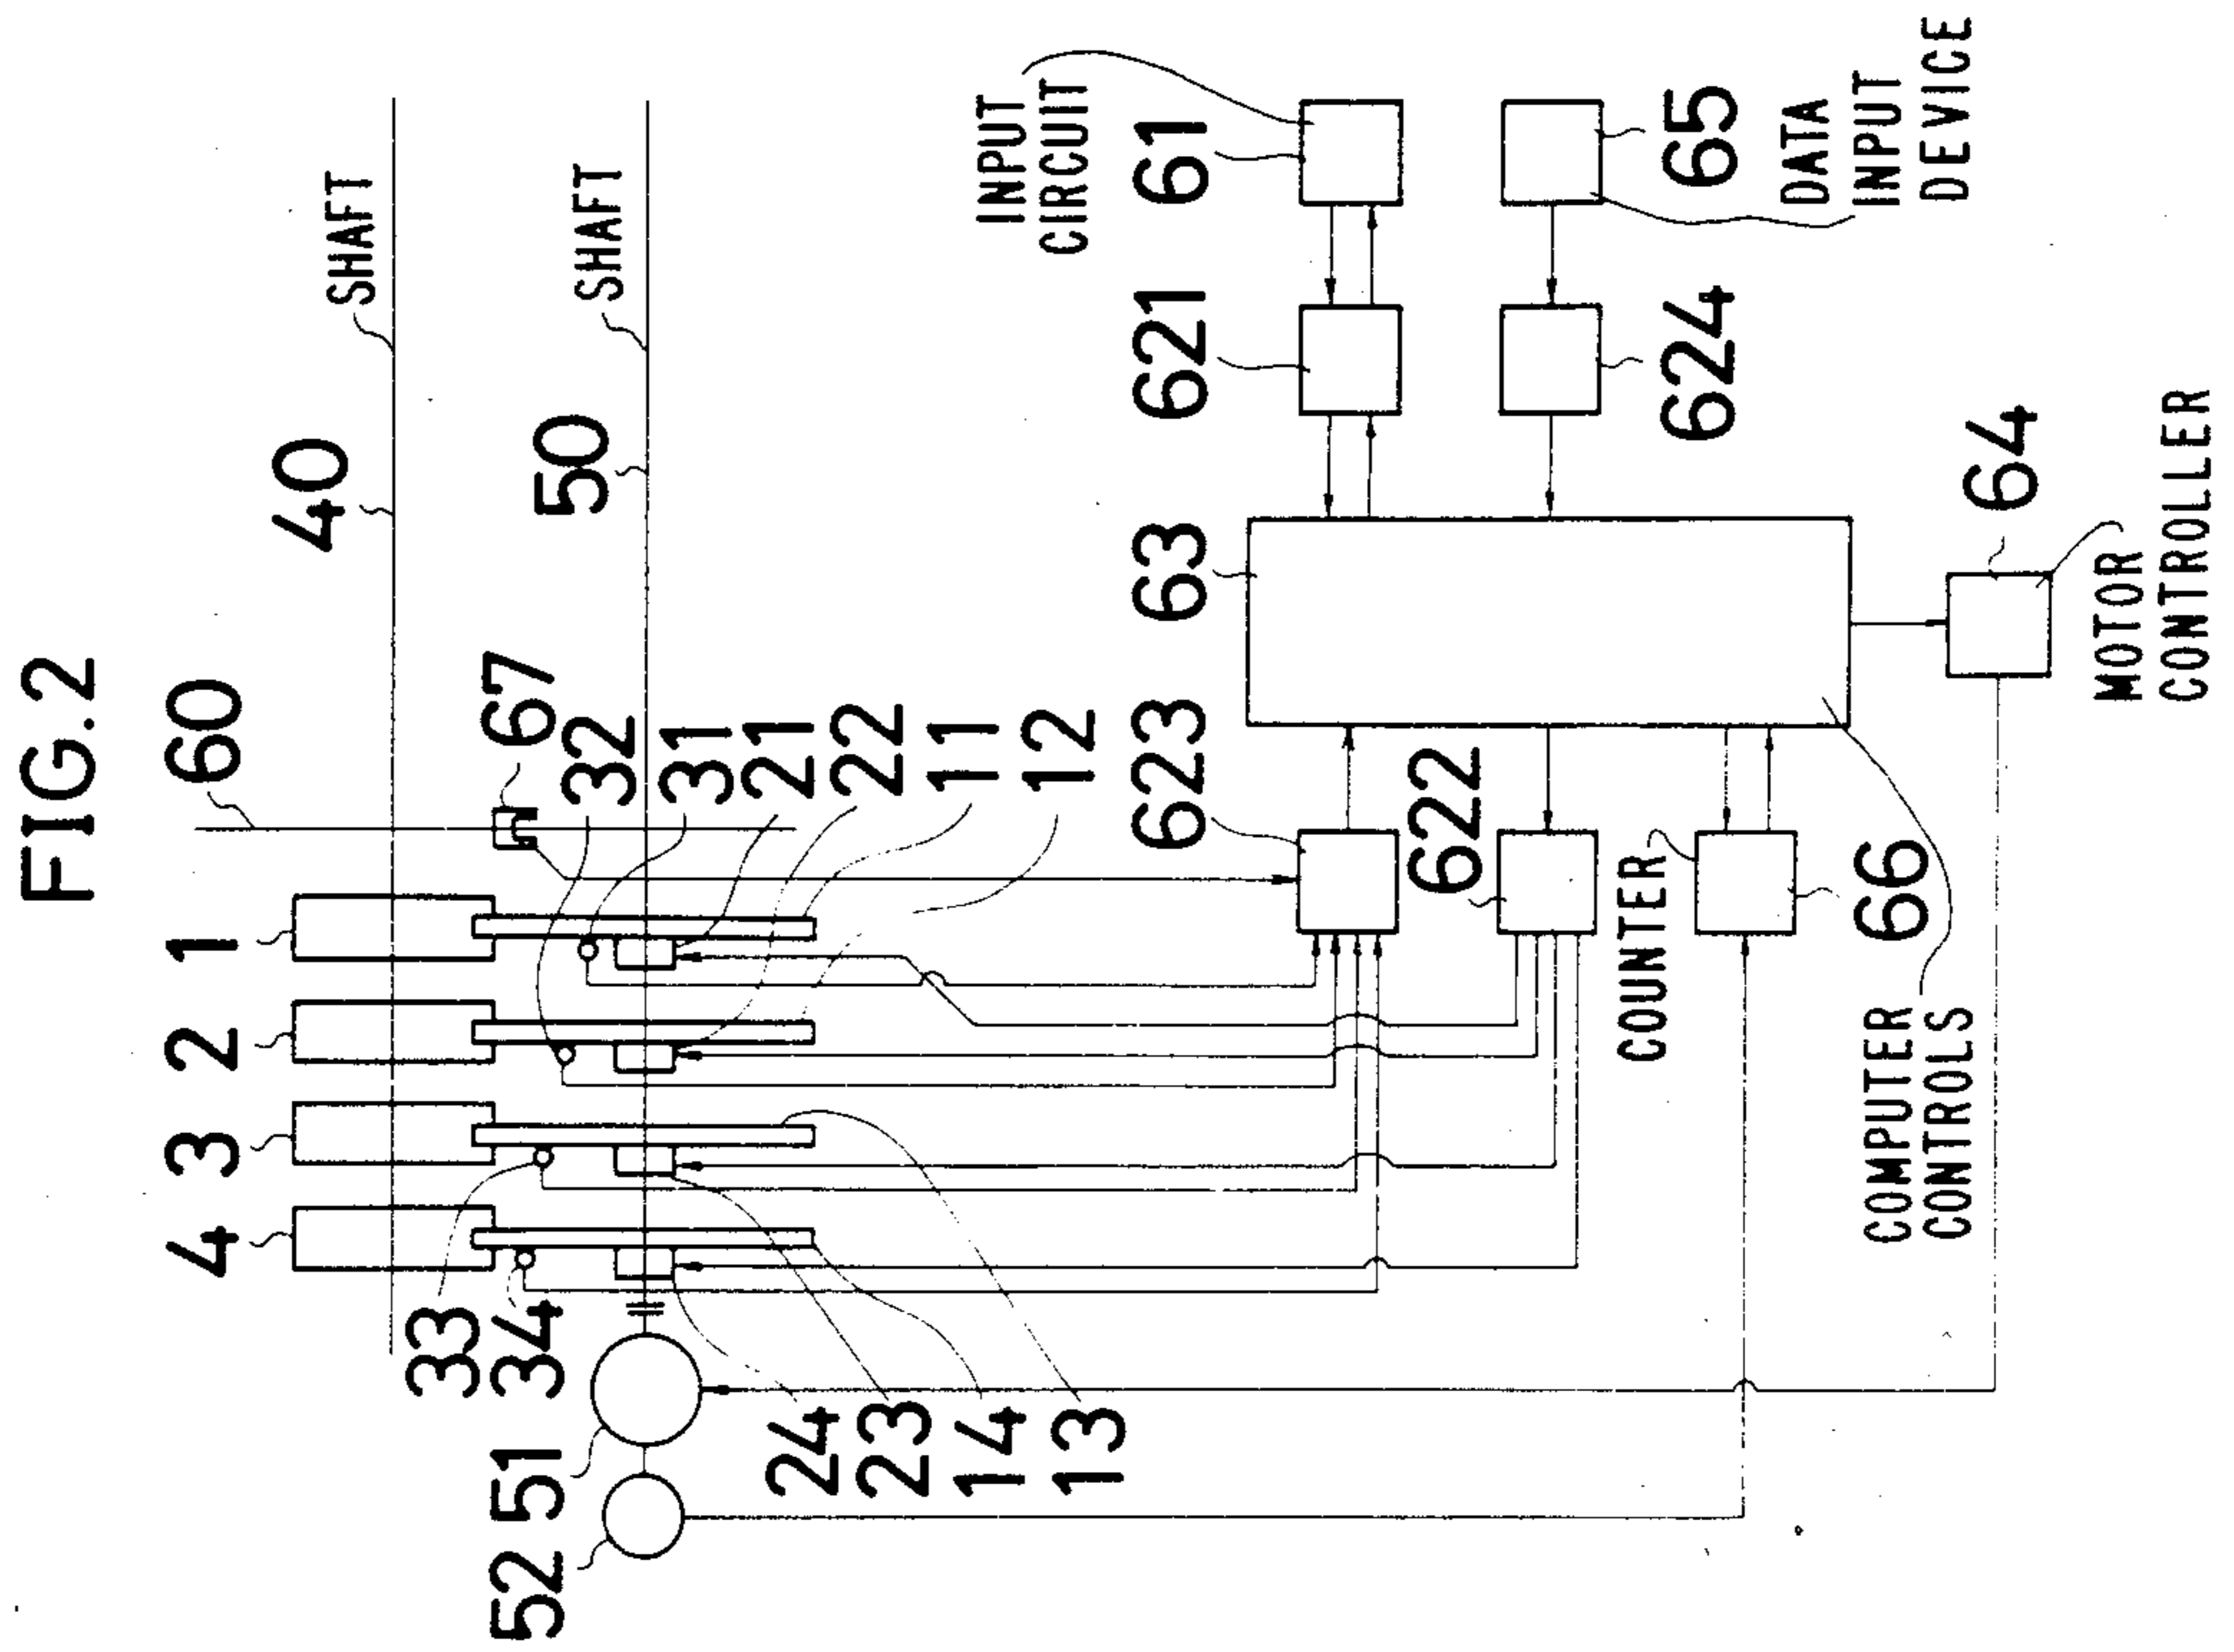 FIG.2
60
40
SHAFT
50
SHAFT
1
2
3
4
67
32
31
21
22
11
12
33
34
24
23
14
13
51
52
INPUT
CIRCUIT
61
621
63
623
622
COUNTER
66
COMPUTER
CONTROLS
65
DATA
INPUT
DEVICE
624
64
MOTOR
CONTROLLER